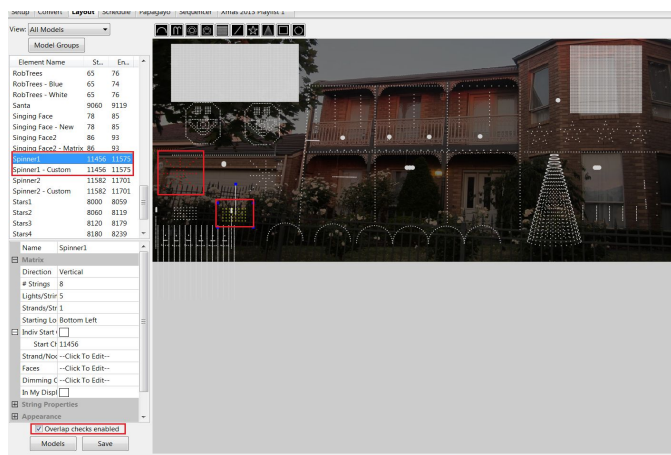 Setup Convert Layout Schedule Papagayo Sequencer Xmas 2015 Playlist 1
View: All Models
Model Groups
Element Name St... En...
RobTrees 65 76
RobTrees - Blue 65 74
RobTrees - White 65 76
Santa 9060 9119
Singing Face 78 85
Singing Face - New 78 85
Singing Face2 86 93
Singing Face2 - Matrix 86 93
Spinner1 11456 11575
Spinner1 - Custom 11456 11575
Spinner2 11582 11701
Spinner2 - Custom 11582 11701
Stars1 8000 8059
Stars2 8060 8119
Stars3 8120 8179
Stars4 8180 8239
Name Spinner1
Matrix
Direction Vertical
# Strings 8
Lights/Strin 5
Strands/Str 1
Starting Lo Bottom Left
Indiv Start
Start Ch 11456
Strand/Noc --Click To Edit--
Faces --Click To Edit--
Dimming C --Click To Edit--
In My Displ
String Properties
Appearance
Overlap checks enabled
Models Save